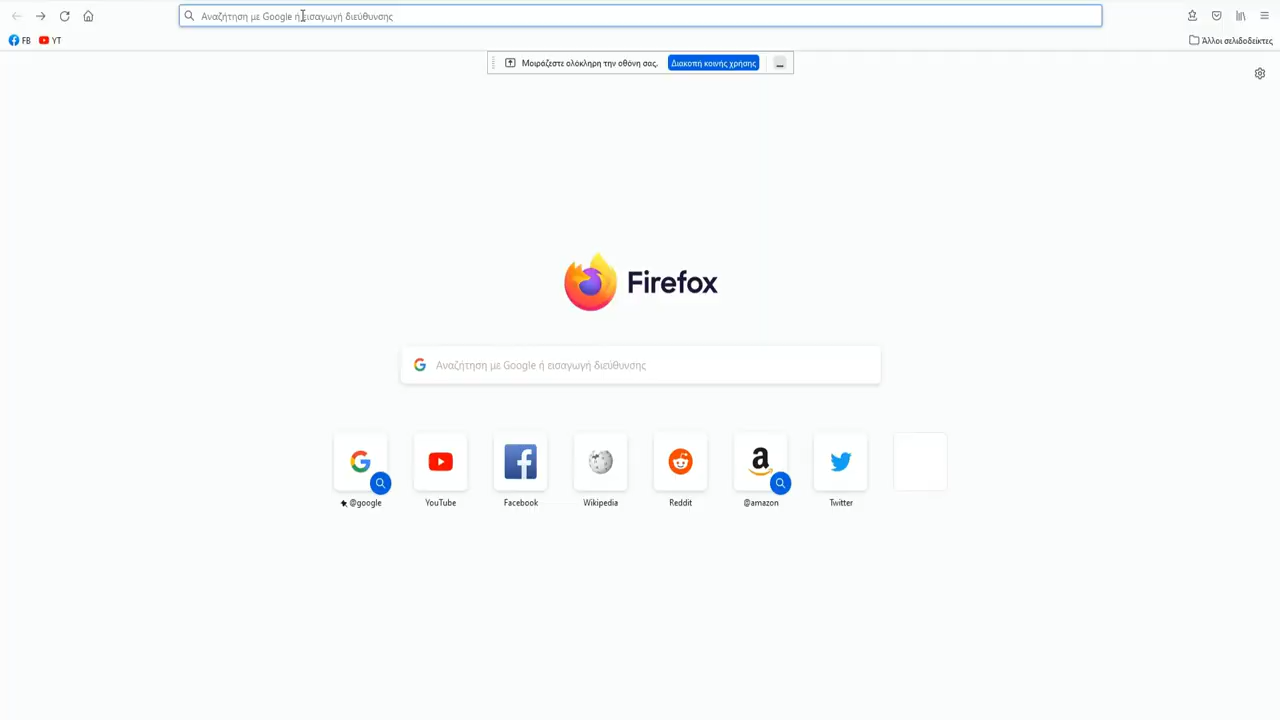 Αναζήτηση με Google ή εισαγωγή διεύθυνσης
FB
YT
Άλλοι σελιδοδείκτες
Μοιράζεστε ολόκληρη την οθόνη σας.
Διακοπή κοινής χρήσης
Firefox
Αναζήτηση με Google ή εισαγωγή διεύθυνσης
@google
YouTube
Facebook
Wikipedia
Reddit
@amazon
Twitter